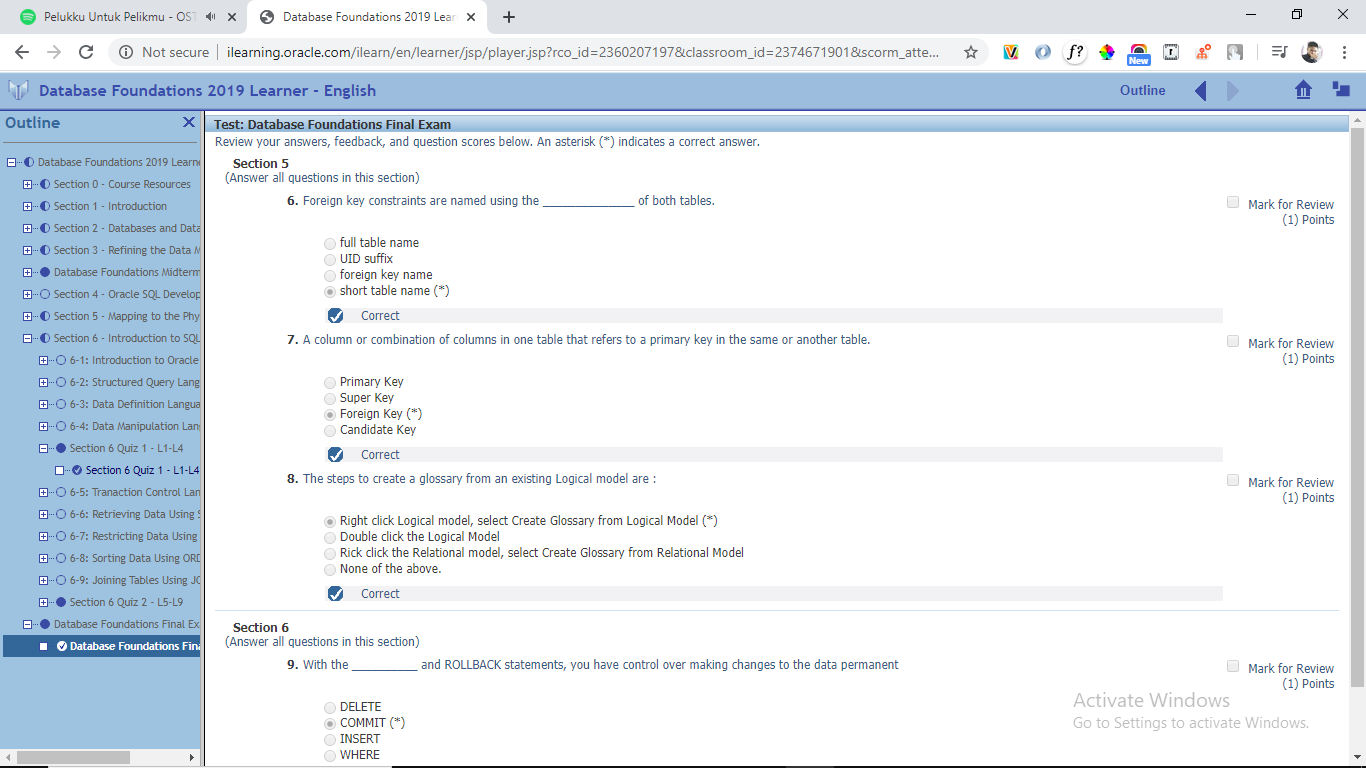 Pelukku Untuk Pelikmu - OST
Database Foundations 2019 Lear
Not secure
ilearning.oracle.com/ilearn/en/learner/jsp/player.jsp?rco_id=2360207197&classroom_id=2374671901&scorm_atte...
f?
New
Database Foundations 2019 Learner - English
Outline
Outline
Database Foundations 2019 Learne
Section 0 - Course Resources
Section 1 - Introduction
Section 2 - Databases and Data
Section 3 - Refining the Data M
Database Foundations Midterm
Section 4 - Oracle SQL Develop
Section 5 - Mapping to the Phy
Section 6 - Introduction to SQL
6-1: Introduction to Oracle
6-2: Structured Query Lang
6-3: Data Definition Langua
6-4: Data Manipulation Lan
Section 6 Quiz 1 - L1-L4
Section 6 Quiz 1 - L1-L4
6-5: Tranaction Control Lan
6-6: Retrieving Data Using S
6-7: Restricting Data Using
6-8: Sorting Data Using ORD
6-9: Joining Tables Using JO
Section 6 Quiz 2 - L5-L9
Database Foundations Final Ex
Database Foundations Fina
Test: Database Foundations Final Exam
Review your answers, feedback, and question scores below. An asterisk (*) indicates a correct answer.
Section 5
(Answer all questions in this section)
6. Foreign key constraints are named using the ______________ of both tables.
Mark for Review
(1) Points
full table name
UID suffix
foreign key name
short table name (*)
Correct
7. A column or combination of columns in one table that refers to a primary key in the same or another table.
Mark for Review
(1) Points
Primary Key
Super Key
Foreign Key (*)
Candidate Key
Correct
8. The steps to create a glossary from an existing Logical model are :
Mark for Review
(1) Points
Right click Logical model, select Create Glossary from Logical Model (*)
Double click the Logical Model
Rick click the Relational model, select Create Glossary from Relational Model
None of the above.
Correct
Section 6
(Answer all questions in this section)
9. With the __________ and ROLLBACK statements, you have control over making changes to the data permanent
Mark for Review
(1) Points
DELETE
COMMIT (*)
INSERT
WHERE
Activate Windows
Go to Settings to activate Windows.